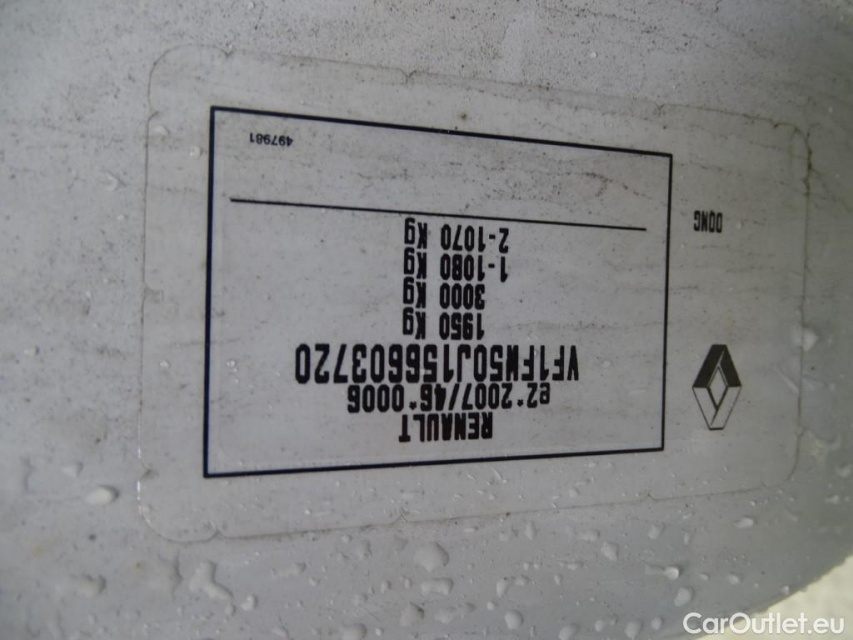 RENAULT
e2*2007/46*0006
VF1FW50J156603720
1950 Kg
3000 Kg
1-1080 Kg
2-1070 Kg
497981
CarOutlet.eu